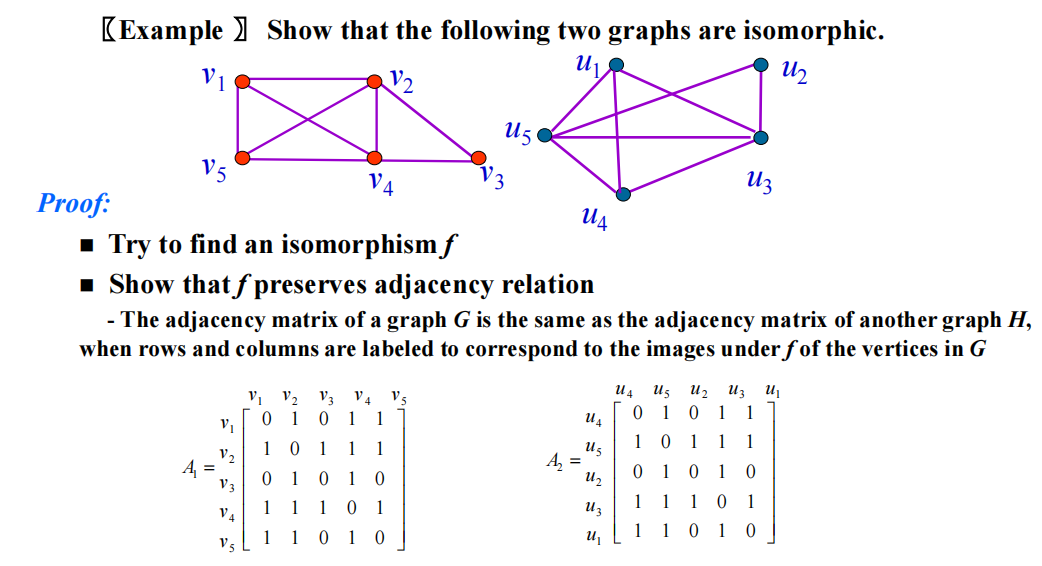 〖Example 〗 Show that the following two graphs are isomorphic.
v1 v2 u1 u2
v5 v4 v3 u5 u3
u4
Proof:
■ Try to find an isomorphism f
■ Show that f preserves adjacency relation
- The adjacency matrix of a graph G is the same as the adjacency matrix of another graph H,
when rows and columns are labeled to correspond to the images under f of the vertices in G
v1 v2 v3 v4 v5
A1 =
v1 0 1 0 1 1
v2 1 0 1 1 1
v3 0 1 0 1 0
v4 1 1 1 0 1
v5 1 1 0 1 0
u4 u5 u2 u3 u1
A2 =
u4 0 1 0 1 1
u5 1 0 1 1 1
u2 0 1 0 1 0
u3 1 1 1 0 1
u1 1 1 0 1 0